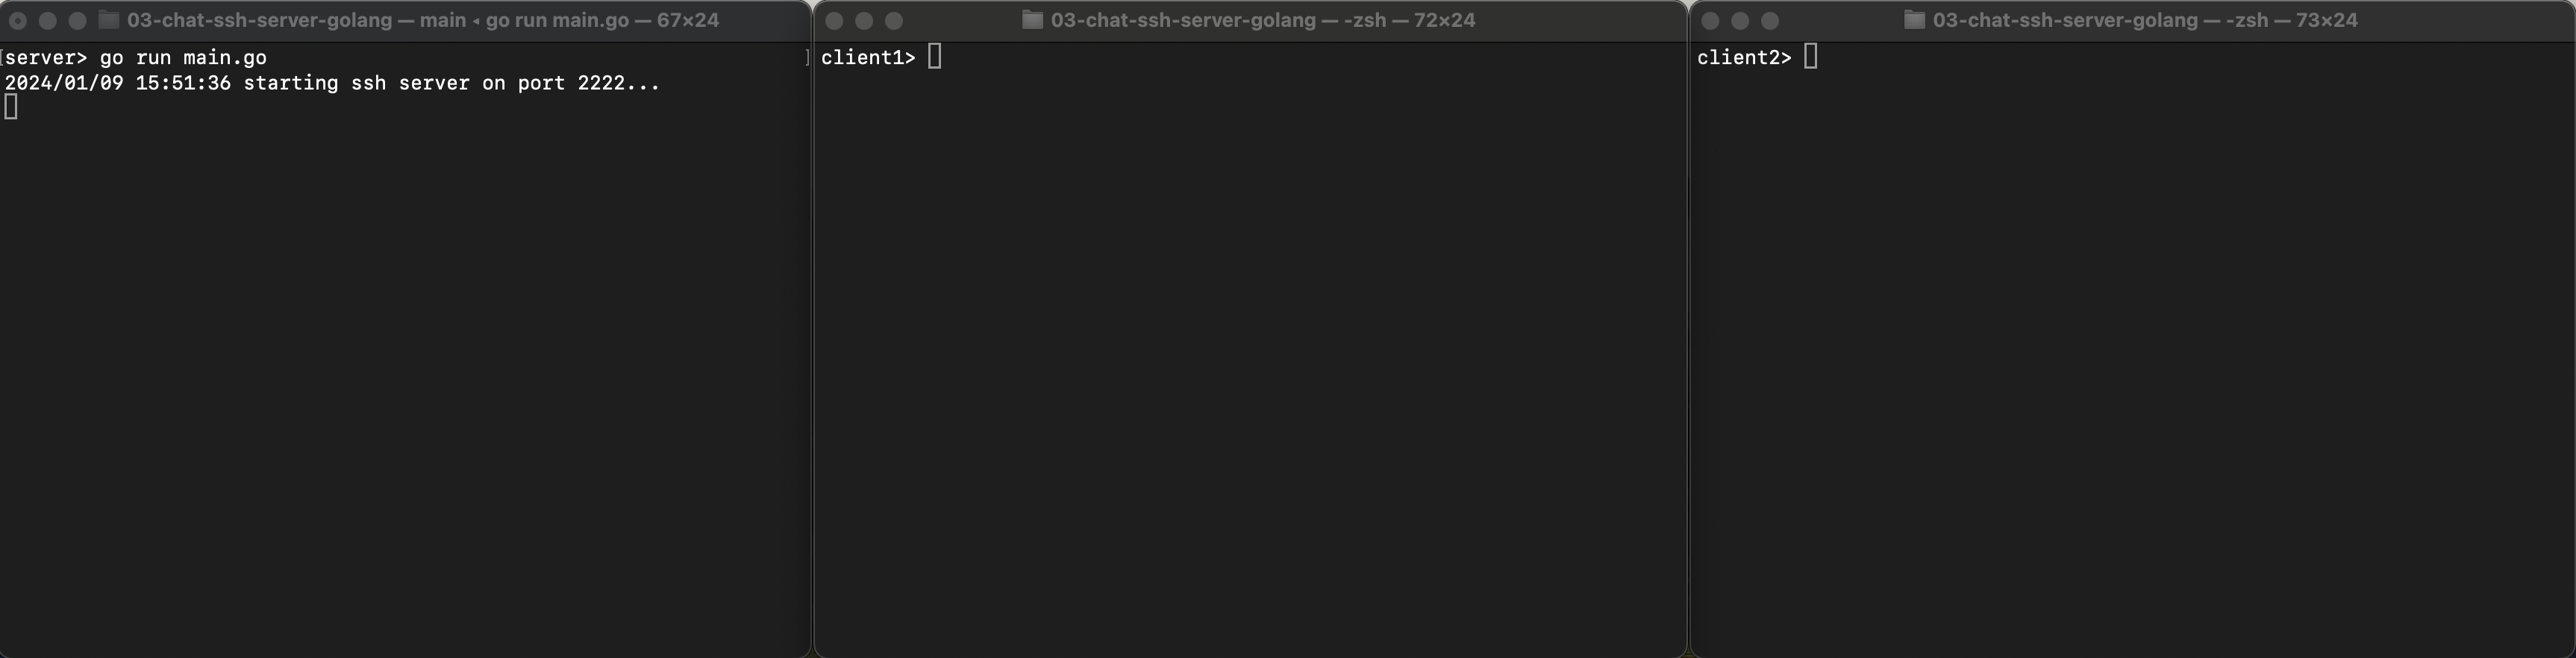 03-chat-ssh-server-golang — main ◂ go run main.go — 67×24
[server> go run main.go ]
2024/01/09 15:51:36 starting ssh server on port 2222...
03-chat-ssh-server-golang — -zsh — 72×24
client1>
03-chat-ssh-server-golang — -zsh — 73×24
client2>